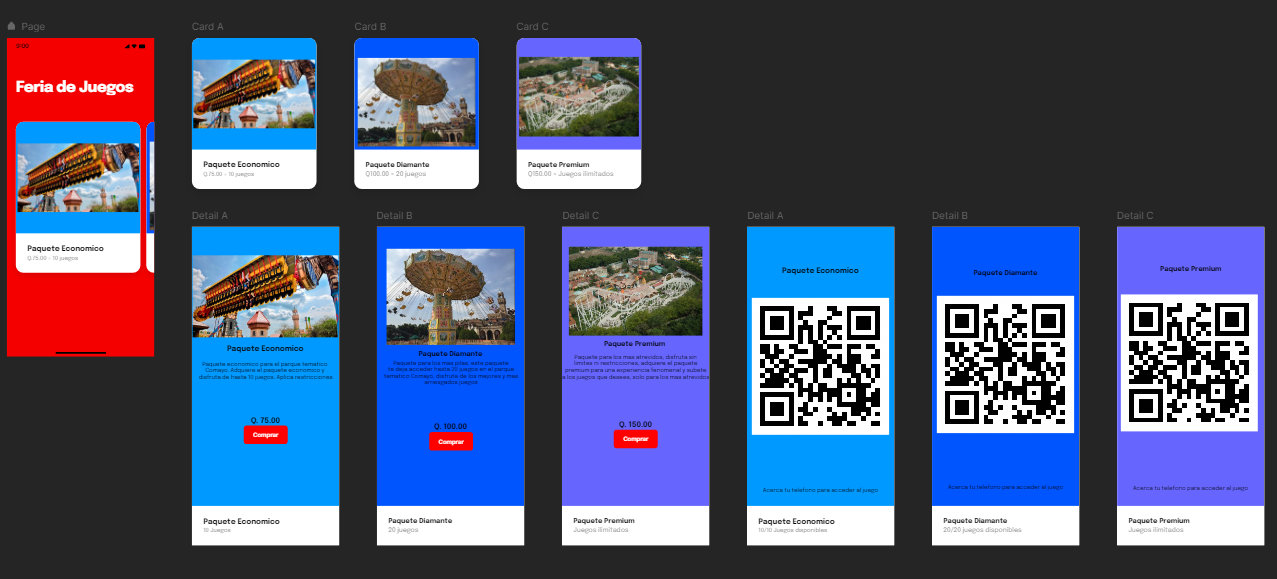 Page
9:00
Feria de Juegos
Paquete Economico
Q.75.00 - 10 juegos
Card A
Paquete Economico
Q.75.00 - 10 juegos
Card B
Paquete Diamante
Q100.00 - 20 juegos
Card C
Paquete Premium
Q150.00 - Juegos ilimitados
Detail A
Paquete Economico
Paquete economico para el parque tematico
Comayo, Adquiere el paquete economico y
disfruta de hasta 10 juegos. Aplica restricciones
Q. 75.00
Comprar
Paquete Economico
10 Juegos
Detail B
Paquete Diamante
Paquete para los mas pilas, este paquete
te deja acceder hasta 20 juegos en el parque
tematico Comayo, disfruta de los mejores y mas
arriesgados juegos
Q. 100.00
Comprar
Paquete Diamante
20 juegos
Detail C
Paquete Premium
Paquete para los mas atrevidos, disfruta sin
limites ni restricciones, adquiere el paquete
premium para una experiencia fenomenal y subete
a los juegos que desees, solo para los mas atrevidos
Q. 150.00
Comprar
Paquete Premium
Juegos ilimitados
Detail A
Paquete Economico
Acerca tu telefono para acceder al juego
Paquete Economico
10/10 Juegos disponibles
Detail B
Paquete Diamante
Acerca tu telefono para acceder al juego
Paquete Diamante
20/20 juegos disponibles
Detail C
Paquete Premium
Acerca tu telefono para acceder al juego
Paquete Premium
Juegos ilimitados